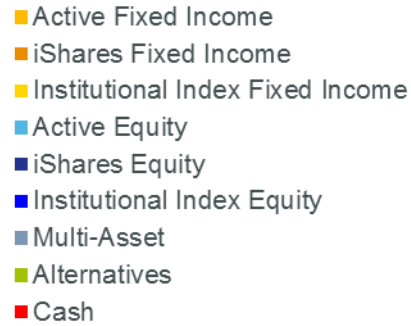 Active Fixed Income
iShares Fixed Income
Institutional Index Fixed Income
Active Equity
iShares Equity
Institutional Index Equity
Multi-Asset
Alternatives
Cash